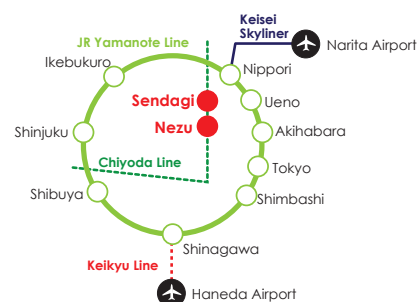 Keisei
Skyliner
JR Yamanote Line
Narita Airport
Ikebukuro
Nippori
Sendagi
Ueno
Nezu
Shinjuku
Akihabara
Chiyoda Line
Tokyo
Shibuya
Shimbashi
Shinagawa
Keikyu Line
Haneda Airport